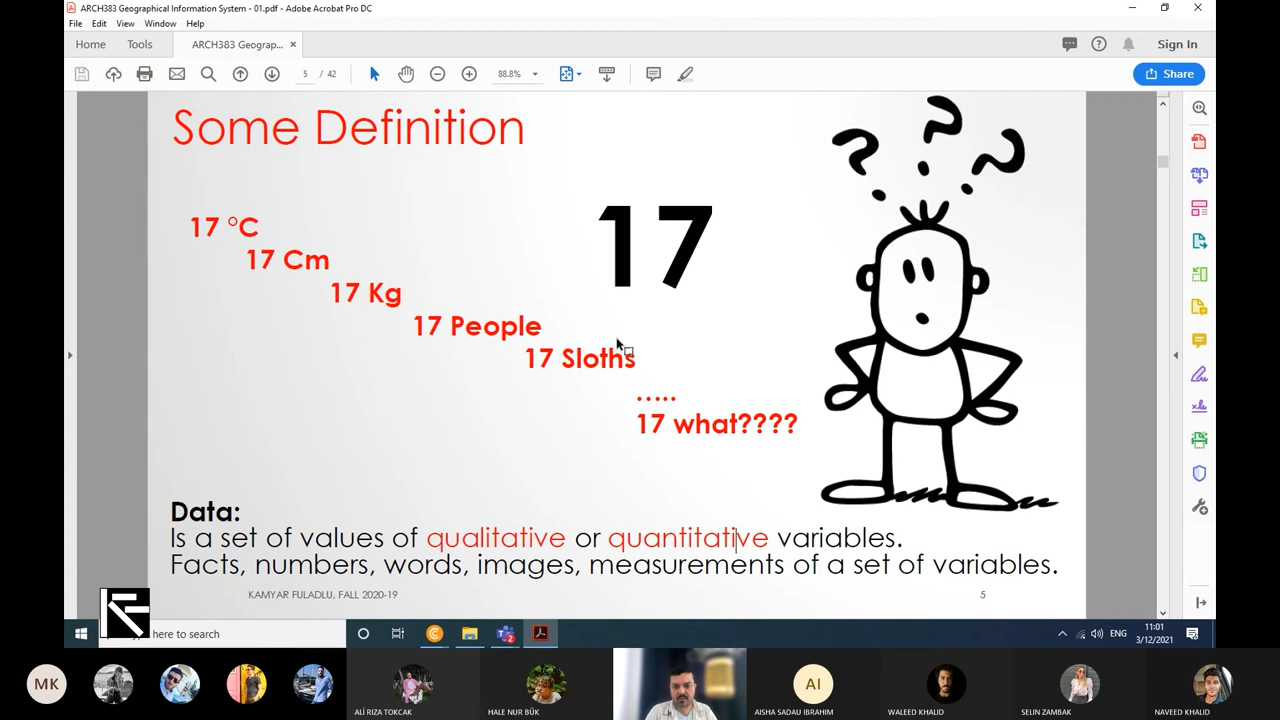 ARCH383 Geographical Information System - 01.pdf - Adobe Acrobat Pro DC
File Edit View Window Help
Home Tools ARCH383 Geograp... ×
Sign In
5 / 42
88.8%
Share
Some Definition
17
17 °C
17 Cm
17 Kg
17 People
17 Sloths
.....
17 what????
Data:
Is a set of values of qualitative or quantitative variables.
Facts, numbers, words, images, measurements of a set of variables.
KAMYAR FULADLU, FALL 2020-19
5
here to search
ENG
11:01
3/12/2021
MK
AI
ALİ RIZA TOKCAK
HALE NUR BÜK
AISHA SADAU IBRAHIM
WALEED KHALID
SELIN ZAMBAK
NAVEED KHALID